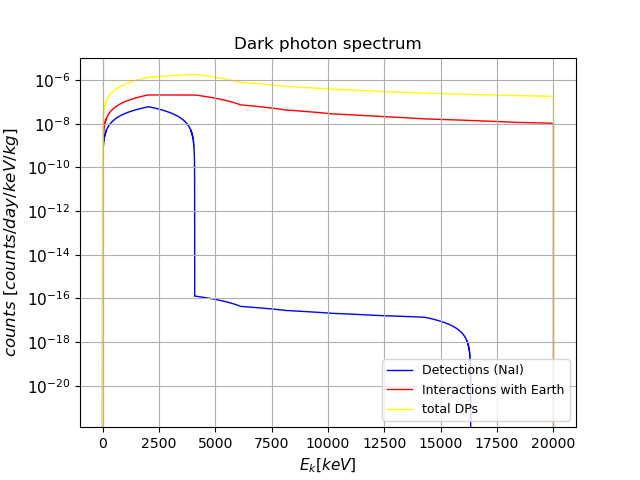 Dark photon spectrum
counts [counts/day/keV/kg]
10⁻⁶
10⁻⁸
10⁻¹⁰
10⁻¹²
10⁻¹⁴
10⁻¹⁶
10⁻¹⁸
10⁻²⁰
Detections (NaI)
Interactions with Earth
total DPs
0 2500 5000 7500 10000 12500 15000 17500 20000
Eₖ[keV]